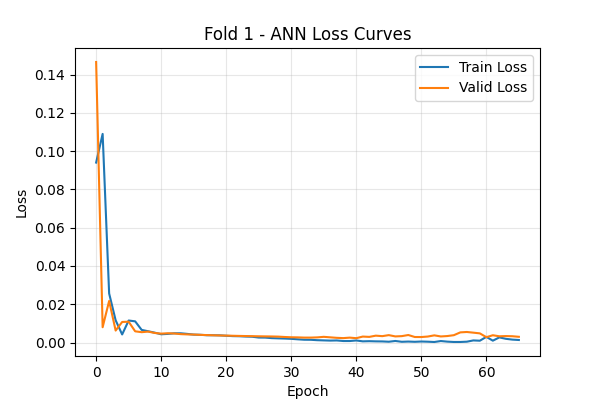 Fold 1 - ANN Loss Curves
Train Loss
Valid Loss
0.14
0.12
0.10
0.08
0.06
0.04
0.02
0.00
Loss
0 10 20 30 40 50 60
Epoch